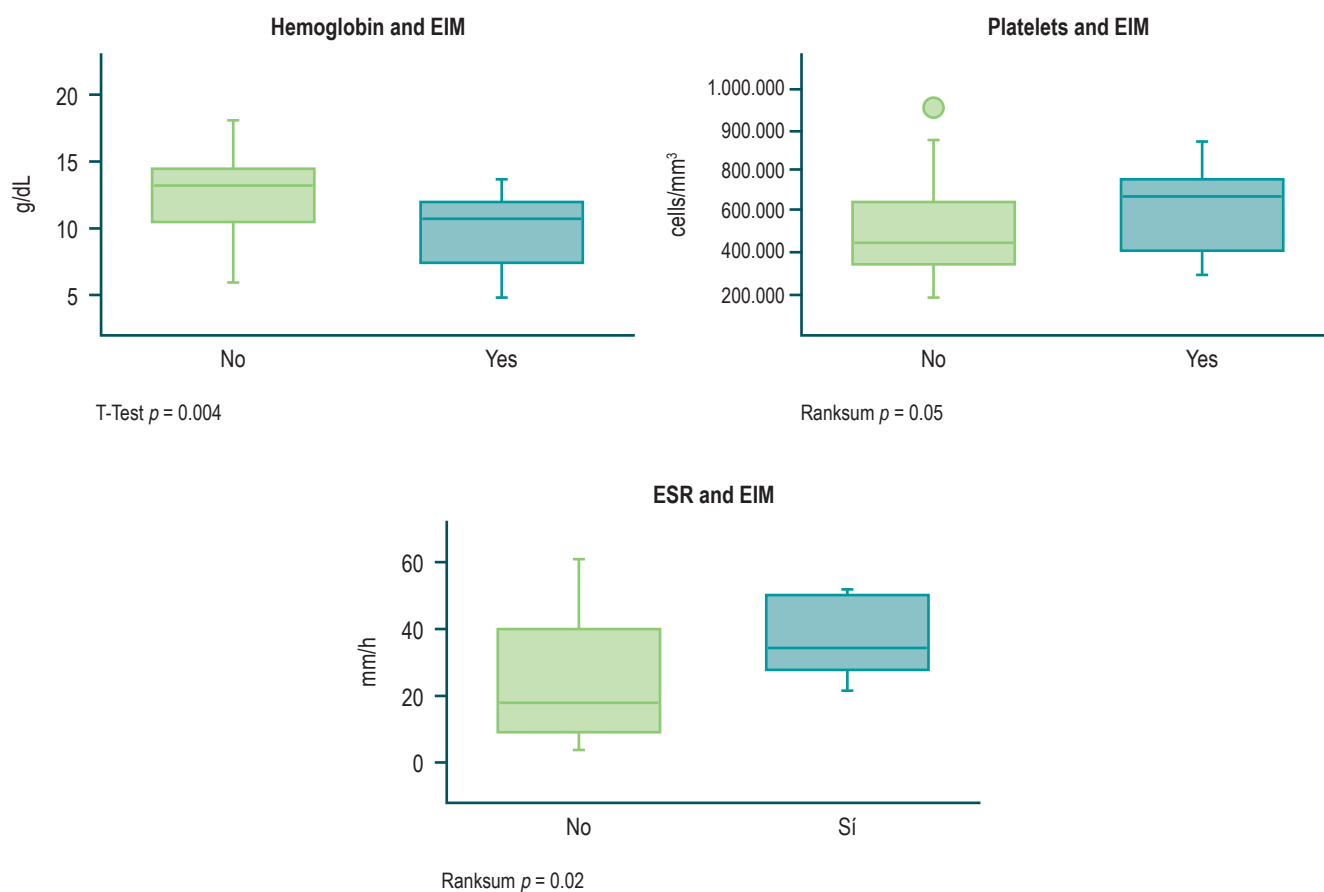 Hemoglobin and EIM
20
15
10
5
g/dL
No Yes
T-Test p = 0.004
Platelets and EIM
1.000.000
900.000
800.000
600.000
400.000
200.000
cells/mm³
No Yes
Ranksum p = 0.05
ESR and EIM
60
40
20
0
mm/h
No Sí
Ranksum p = 0.02